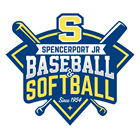 S
SPENCERPORT JR
BASEBALL
&
SOFTBALL
Since 1954